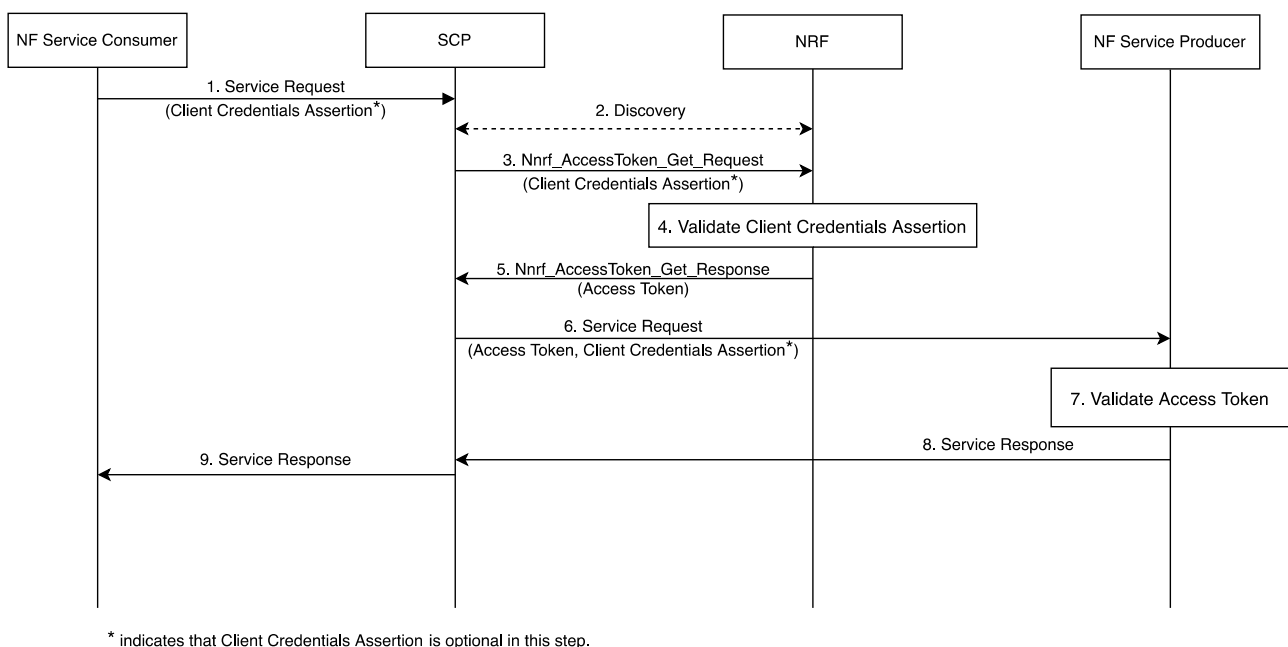 NF Service Consumer
SCP
NRF
NF Service Producer
1. Service Request
(Client Credentials Assertion*)
2. Discovery
3. Nnrf_AccessToken_Get_Request
(Client Credentials Assertion*)
4. Validate Client Credentials Assertion
5. Nnrf_AccessToken_Get_Response
(Access Token)
6. Service Request
(Access Token, Client Credentials Assertion*)
7. Validate Access Token
8. Service Response
9. Service Response
* indicates that Client Credentials Assertion is optional in this step.